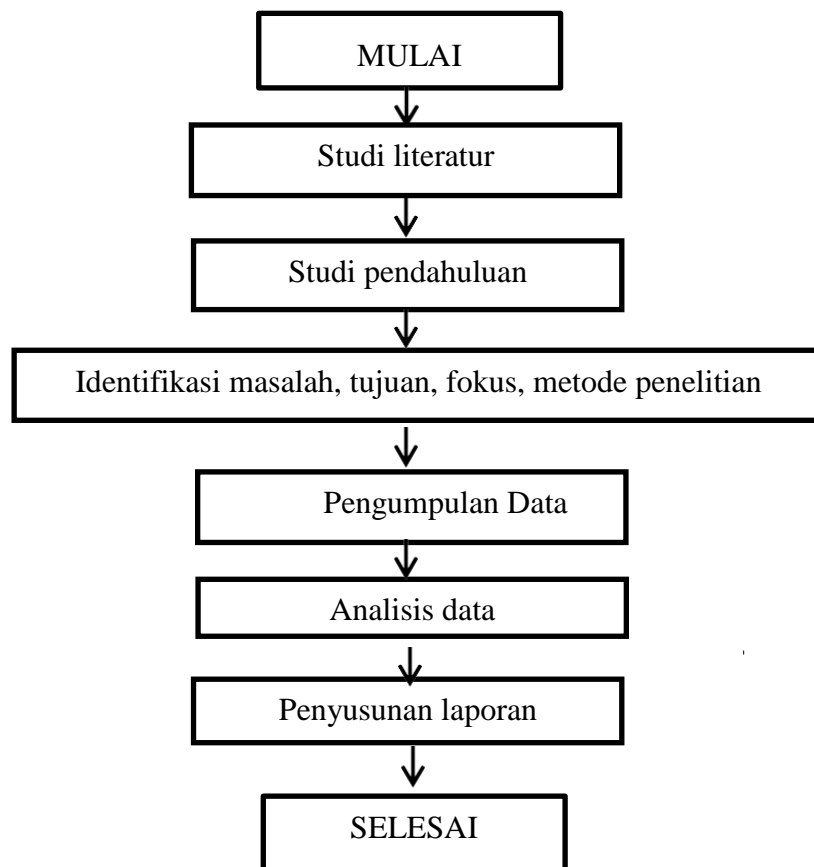 MULAI
Studi literatur
Studi pendahuluan
Identifikasi masalah, tujuan, fokus, metode penelitian
Pengumpulan Data
Analisis data
Penyusunan laporan
SELESAI